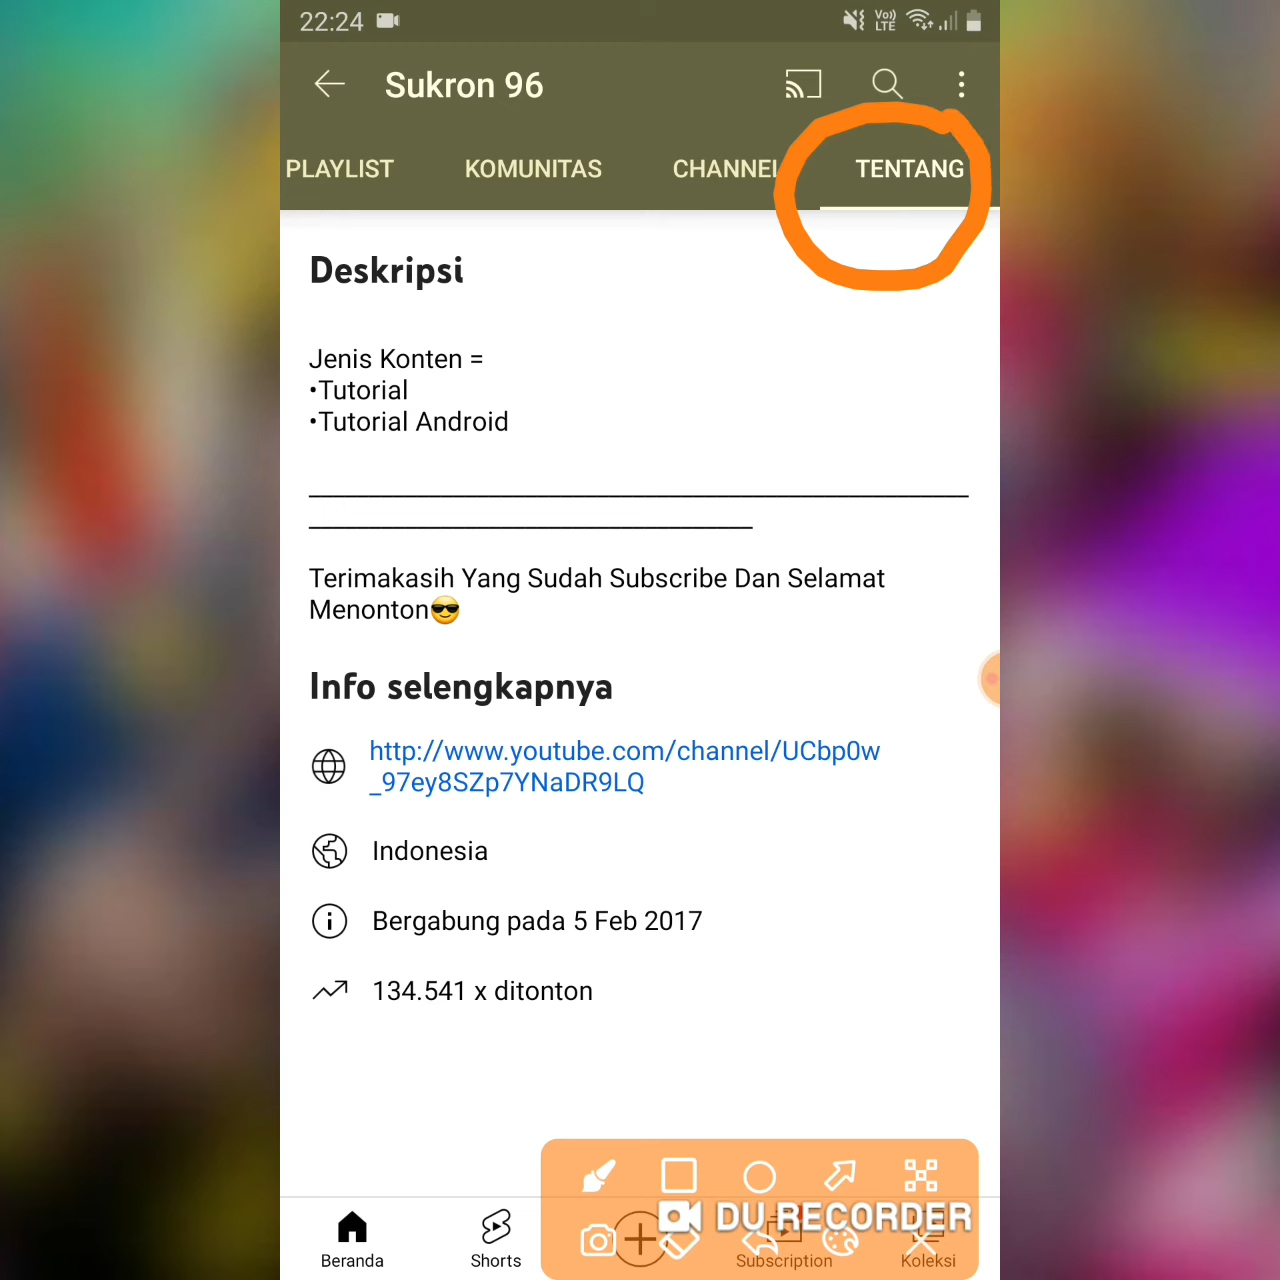 22:24
Vo)) LTE
Sukron 96
PLAYLIST KOMUNITAS CHANNEL TENTANG
Deskripsi
Jenis Konten =
•Tutorial
•Tutorial Android
Terimakasih Yang Sudah Subscribe Dan Selamat
Menonton😎
Info selengkapnya
http://www.youtube.com/channel/UCbp0w
_97ey8SZp7YNaDR9LQ
Indonesia
Bergabung pada 5 Feb 2017
134.541 x ditonton
DU RECORDER
Beranda Shorts Subscription Koleksi